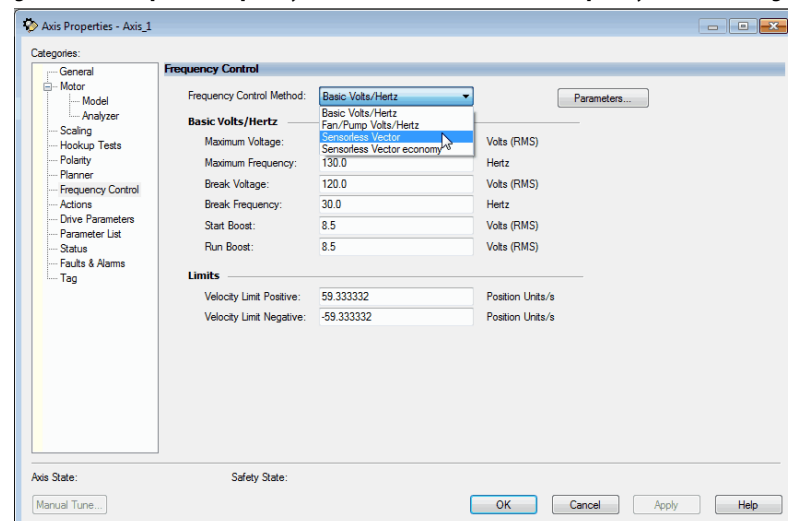 Axis Properties - Axis_1
Categories:
General
Motor
Model
Analyzer
Scaling
Hookup Tests
Polarity
Planner
Frequency Control
Actions
Drive Parameters
Parameter List
Status
Faults & Alarms
Tag
Frequency Control
Frequency Control Method: Basic Volts/Hertz Parameters...
Basic Volts/Hertz
Fan/Pump Volts/Hertz
Sensorless Vector
Sensorless Vector economy
Basic Volts/Hertz
Maximum Voltage: Volts (RMS)
Maximum Frequency: 130.0 Hertz
Break Voltage: 120.0 Volts (RMS)
Break Frequency: 30.0 Hertz
Start Boost: 8.5 Volts (RMS)
Run Boost: 8.5 Volts (RMS)
Limits
Velocity Limit Positive: 59.333332 Position Units/s
Velocity Limit Negative: -59.333332 Position Units/s
Axis State: Safety State:
Manual Tune... OK Cancel Apply Help